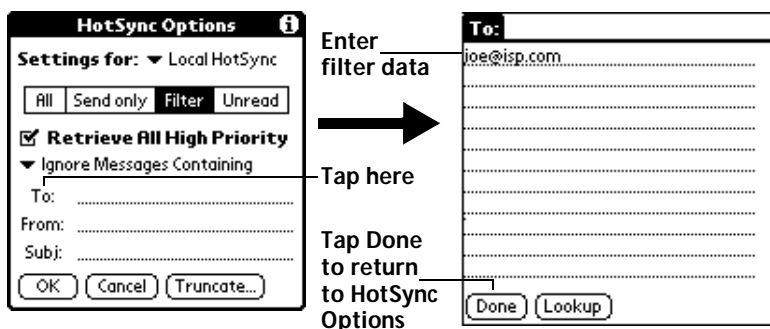 HotSync Options
Settings for: Local HotSync
All Send only Filter Unread
Retrieve All High Priority
Ignore Messages Containing
To:
From:
Subj:
OK Cancel Truncate...
Enter
filter data
Tap here
Tap Done
to return
to HotSync
Options
To:
joe@isp.com
Done Lookup